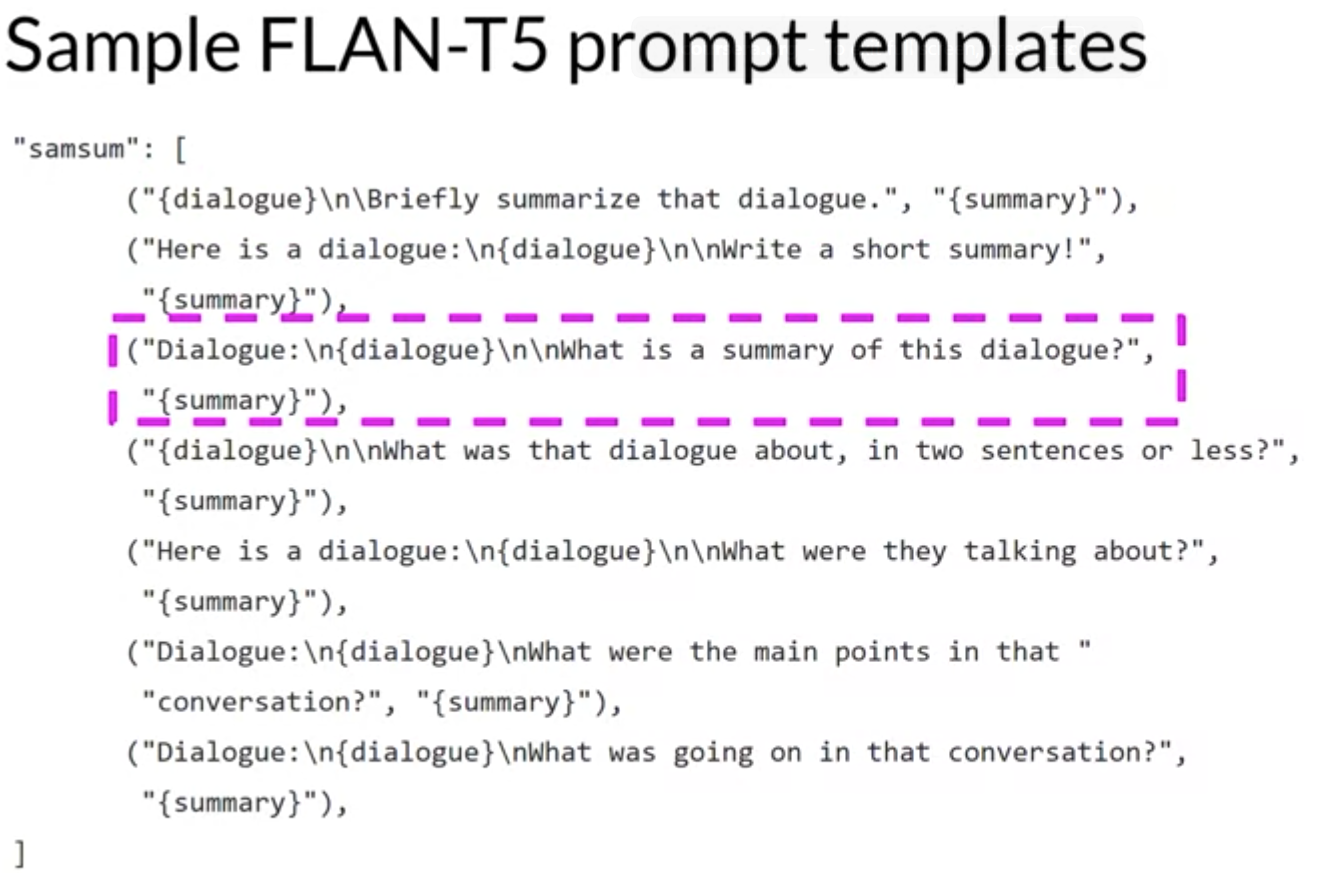 Sample FLAN-T5 prompt templates
"samsum": [
("{dialogue}\n\Briefly summarize that dialogue.", "{summary}"),
("Here is a dialogue:\n{dialogue}\n\nWrite a short summary!",
"{summary}"),
("Dialogue:\n{dialogue}\n\nWhat is a summary of this dialogue?",
"{summary}"),
("{dialogue}\n\nWhat was that dialogue about, in two sentences or less?",
"{summary}"),
("Here is a dialogue:\n{dialogue}\n\nWhat were they talking about?",
"{summary}"),
("Dialogue:\n{dialogue}\nWhat were the main points in that "
"conversation?", "{summary}"),
("Dialogue:\n{dialogue}\nWhat was going on in that conversation?",
"{summary}"),
]